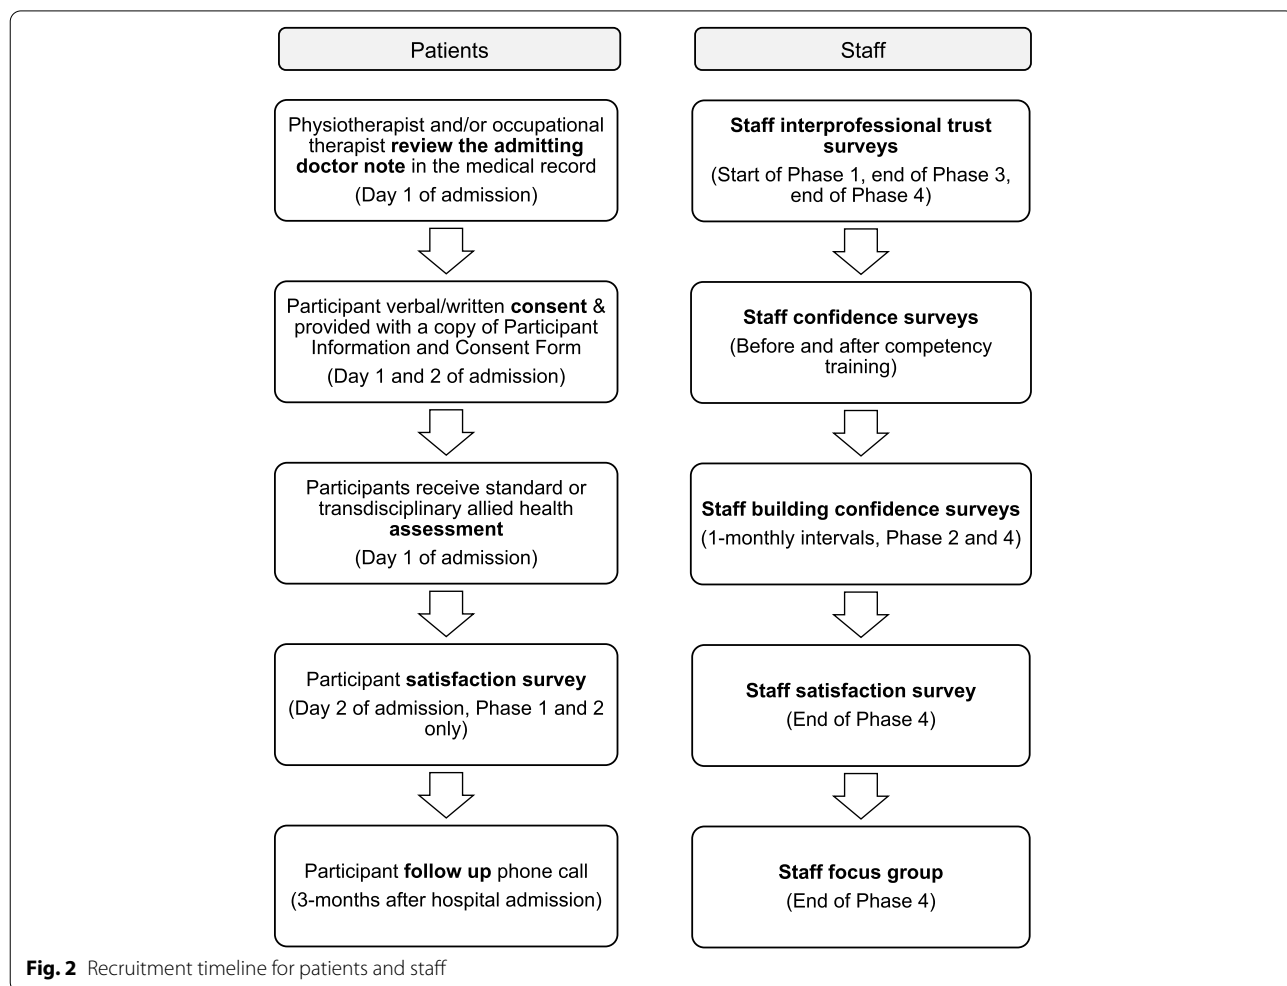 Patients
Physiotherapist and/or occupational
therapist review the admitting
doctor note in the medical record
(Day 1 of admission)
Participant verbal/written consent &
provided with a copy of Participant
Information and Consent Form
(Day 1 and 2 of admission)
Participants receive standard or
transdisciplinary allied health
assessment
(Day 1 of admission)
Participant satisfaction survey
(Day 2 of admission, Phase 1 and 2
only)
Participant follow up phone call
(3-months after hospital admission)
Staff
Staff interprofessional trust
surveys
(Start of Phase 1, end of Phase 3,
end of Phase 4)
Staff confidence surveys
(Before and after competency
training)
Staff building confidence surveys
(1-monthly intervals, Phase 2 and 4)
Staff satisfaction survey
(End of Phase 4)
Staff focus group
(End of Phase 4)
Fig. 2 Recruitment timeline for patients and staff